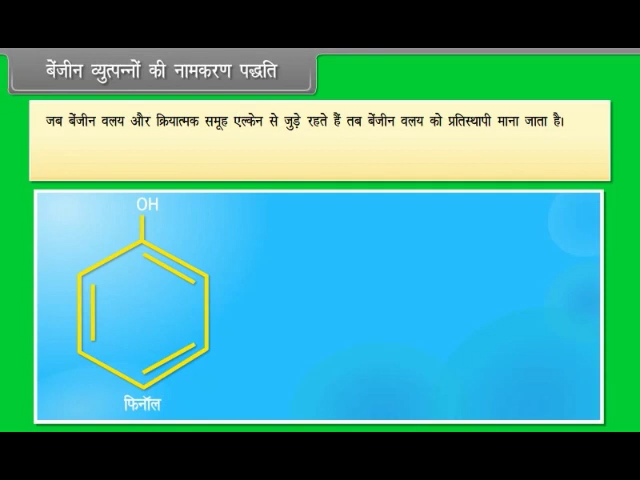 बेंजीन व्युत्पन्नों की नामकरण पद्धति
जब बेंजीन वलय और क्रियात्मक समूह एल्केन से जुड़े रहते हैं तब बेंजीन वलय को प्रतिस्थापी माना जाता है।
OH
फिनॉल